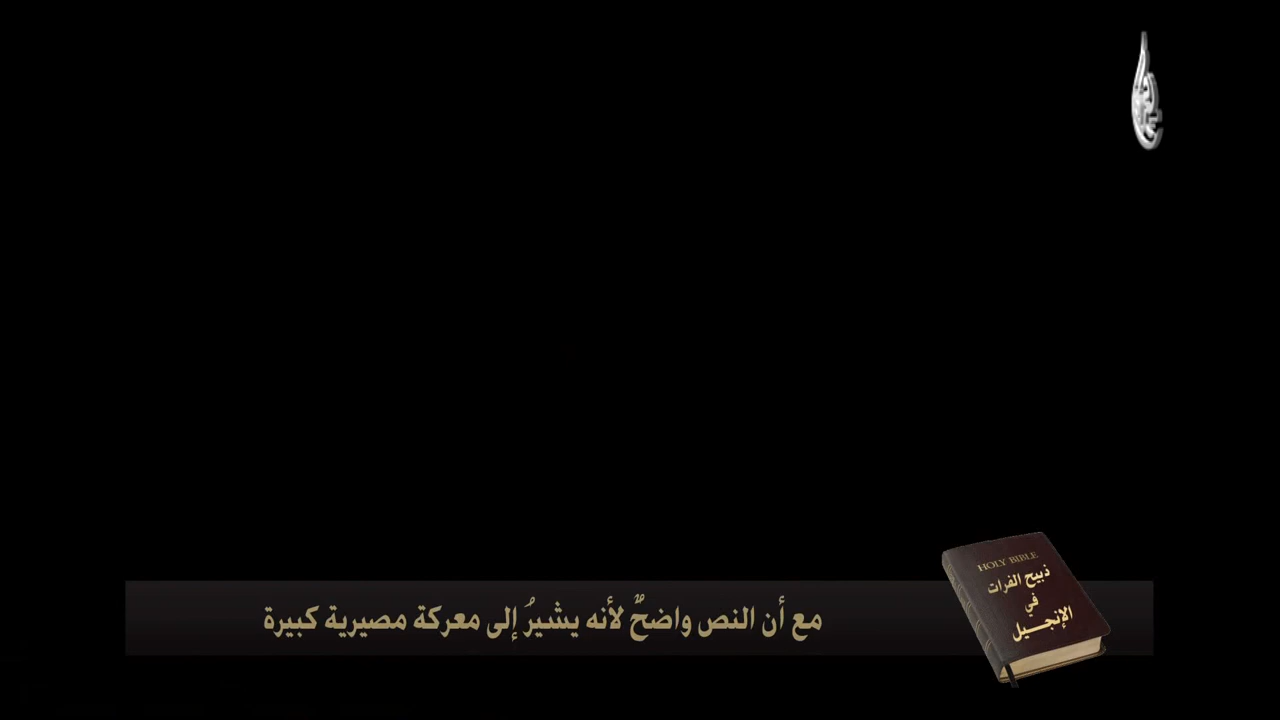 مع أن النص واضحٌ لأنه يشيرُ إلى معركة مصيرية كبيرة
HOLY BIBLE
ذبيح الفرات
في
الإنجيل